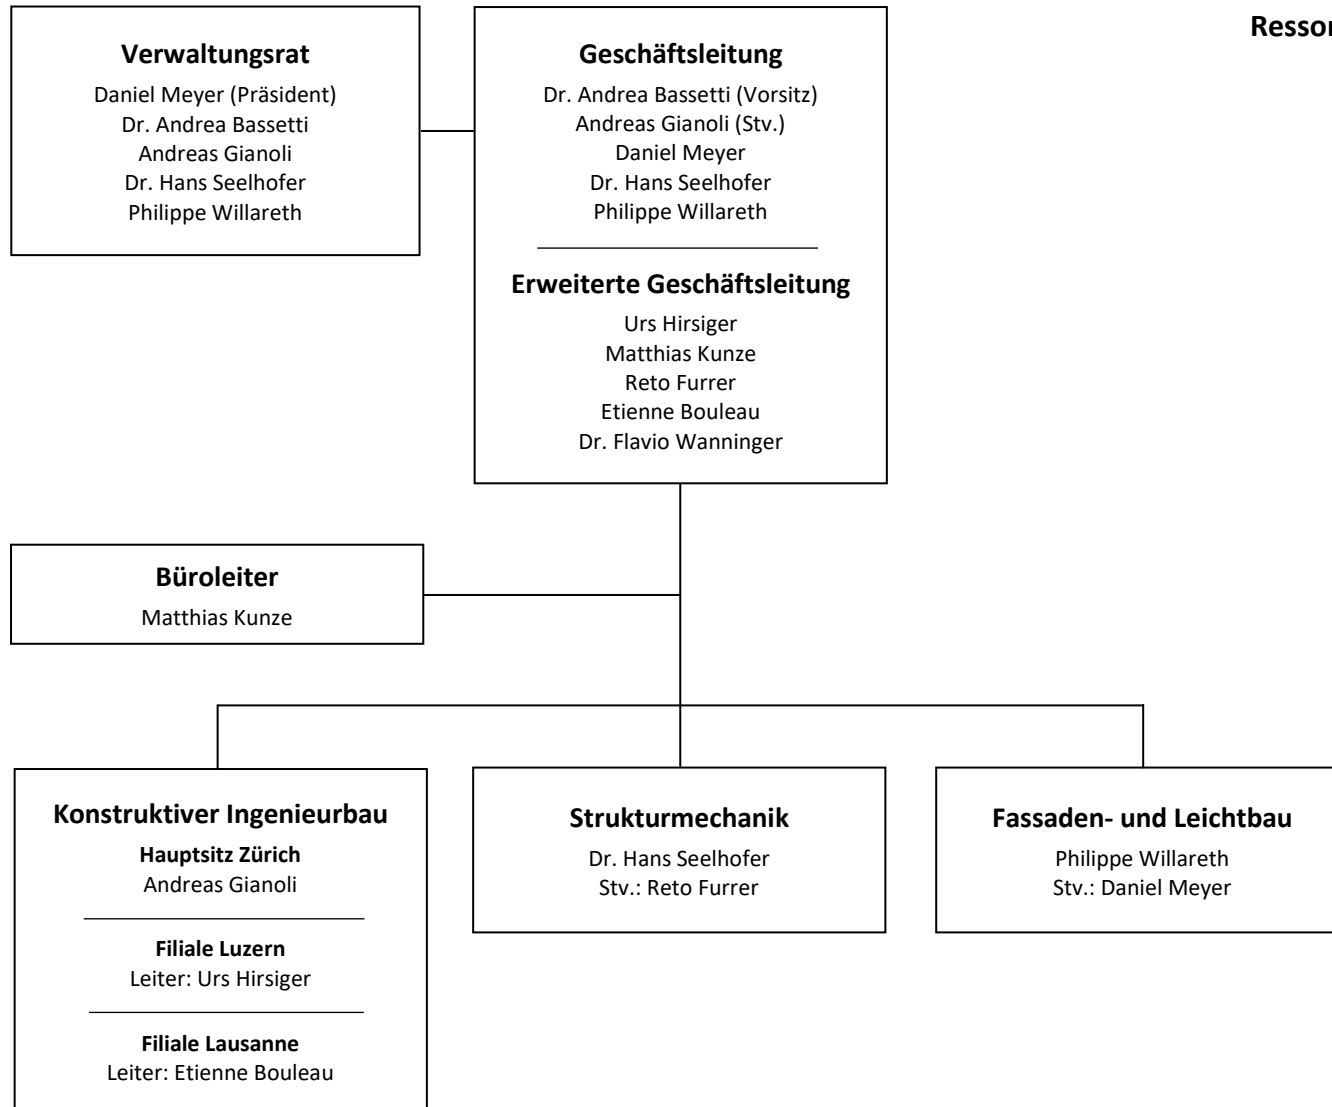 Verwaltungsrat
Daniel Meyer (Präsident)
Dr. Andrea Bassetti
Andreas Gianoli
Dr. Hans Seelhofer
Philippe Willareth
Geschäftsleitung
Dr. Andrea Bassetti (Vorsitz)
Andreas Gianoli (Stv.)
Daniel Meyer
Dr. Hans Seelhofer
Philippe Willareth
Erweiterte Geschäftsleitung
Urs Hirsiger
Matthias Kunze
Reto Furrer
Etienne Bouleau
Dr. Flavio Wanninger
Büroleiter
Matthias Kunze
Konstruktiver Ingenieurbau
Hauptsitz Zürich
Andreas Gianoli
Filiale Luzern
Leiter: Urs Hirsiger
Filiale Lausanne
Leiter: Etienne Bouleau
Strukturmechanik
Dr. Hans Seelhofer
Stv.: Reto Furrer
Fassaden- und Leichtbau
Philippe Willareth
Stv.: Daniel Meyer